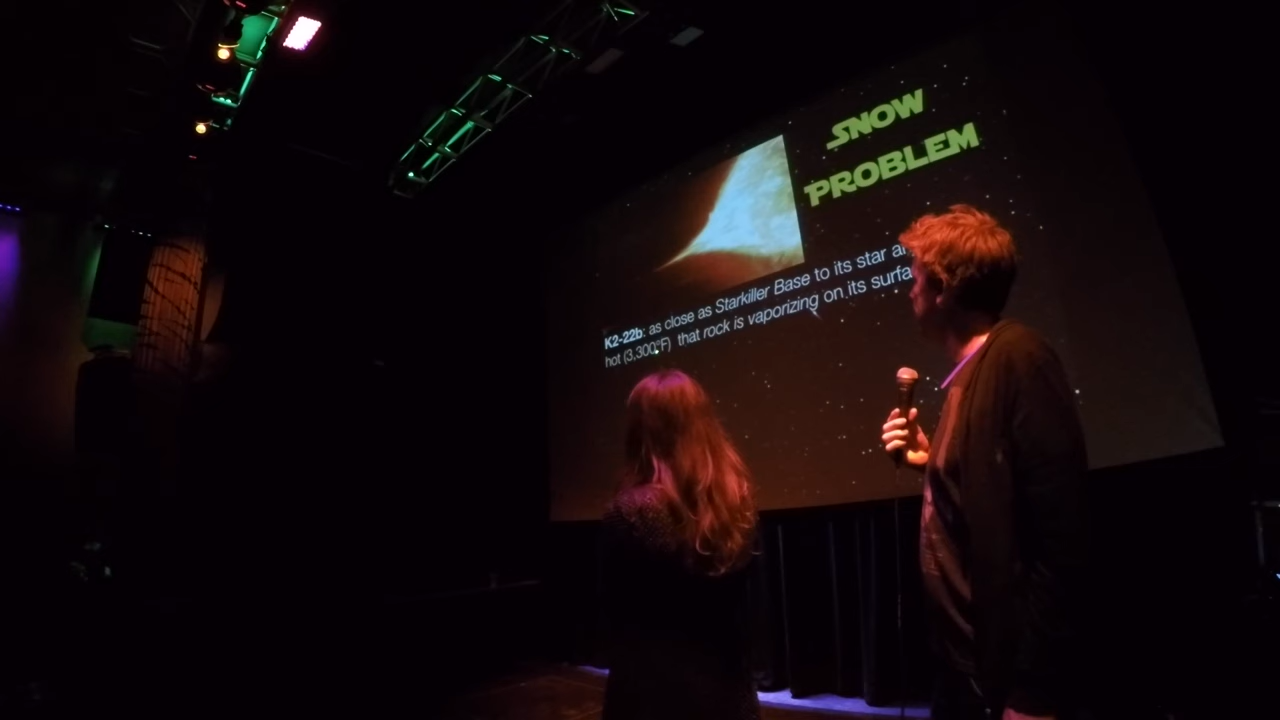 SNOW
PROBLEM
K2-22b: as close as Starkiller Base to its star
hot (3,300°F) that rock is vaporizing on its